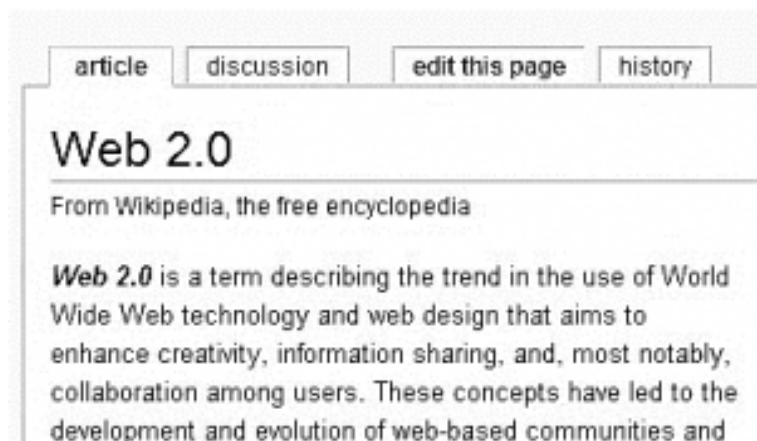 article discussion edit this page history
Web 2.0
From Wikipedia, the free encyclopedia
Web 2.0 is a term describing the trend in the use of World
Wide Web technology and web design that aims to
enhance creativity, information sharing, and, most notably,
collaboration among users. These concepts have led to the
development and evolution of web-based communities and